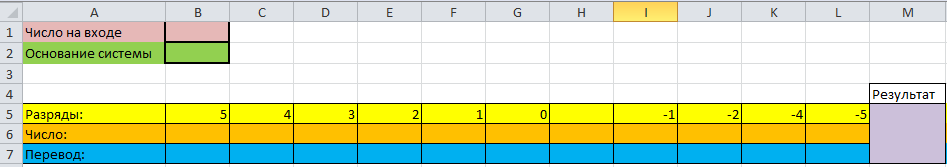 A B C D E F G H I J K L M
1 Число на входе
2 Основание системы
3
4 Результат
5 Разряды: 5 4 3 2 1 0 -1 -2 -4 -5
6 Число:
7 Перевод: